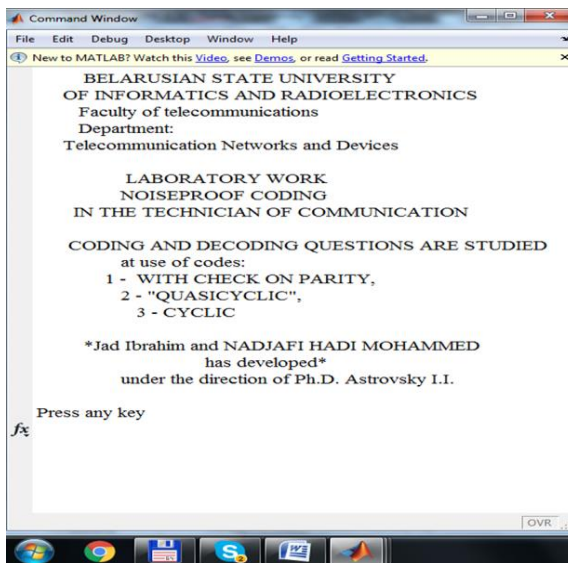 Command Window
File Edit Debug Desktop Window Help
New to MATLAB? Watch this Video, see Demos, or read Getting Started.
BELARUSIAN STATE UNIVERSITY
OF INFORMATICS AND RADIOELECTRONICS
Faculty of telecommunications
Department:
Telecommunication Networks and Devices
LABORATORY WORK
NOISEPROOF CODING
IN THE TECHNICIAN OF COMMUNICATION
CODING AND DECODING QUESTIONS ARE STUDIED
at use of codes:
1 - WITH CHECK ON PARITY,
2 - "QUASICYCLIC",
3 - CYCLIC
*Jad Ibrahim and NADJAFI HADI MOHAMMED
has developed*
under the direction of Ph.D. Astrovsky I.I.
Press any key
fx
OVR